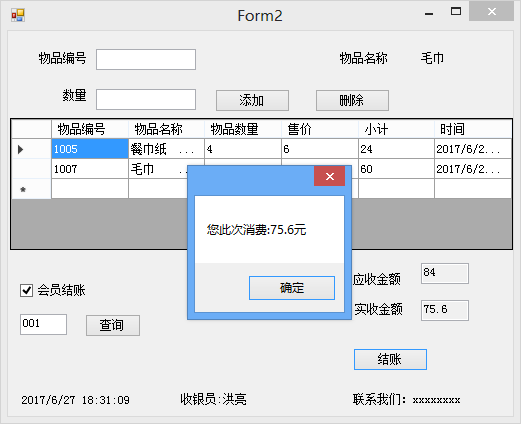 Form2
物品编号 物品名称 毛巾
数量 添加 删除
物品编号 物品名称 物品数量 售价 小计 时间
1005 餐巾纸 ... 4 6 24 2017/6/2...
1007 毛巾 ... 60 2017/6/2...
您此次消费:75.6元
确定
会员结账 应收金额 84
001 查询 实收金额 75.6
结账
2017/6/27 18:31:09 收银员:洪亮 联系我们: xxxxxxxx